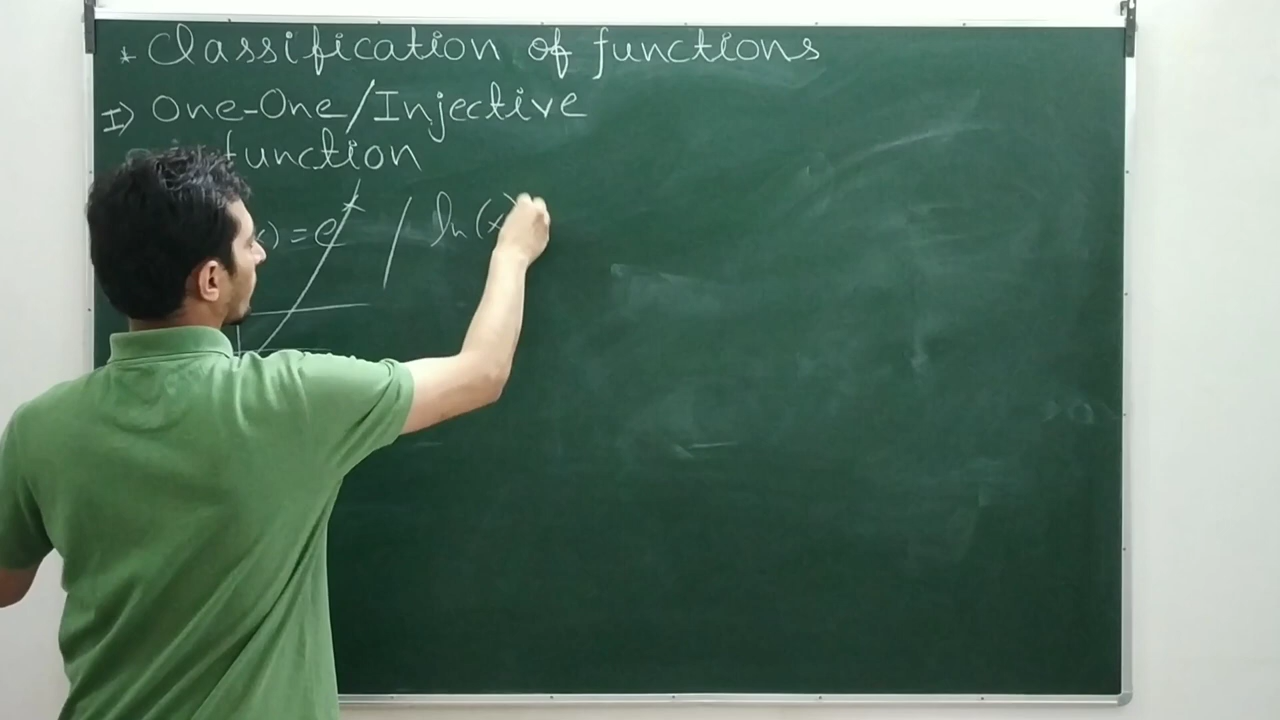 * Classification of functions
I) One-One/Injective
function
x) = e^x / ln(x)